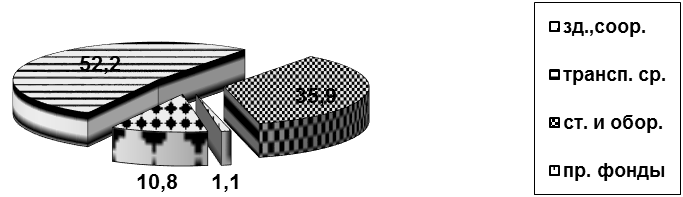 52,2
35,9
10,8
1,1
зд.,соор.
трансп. ср.
ст. и обор.
пр. фонды